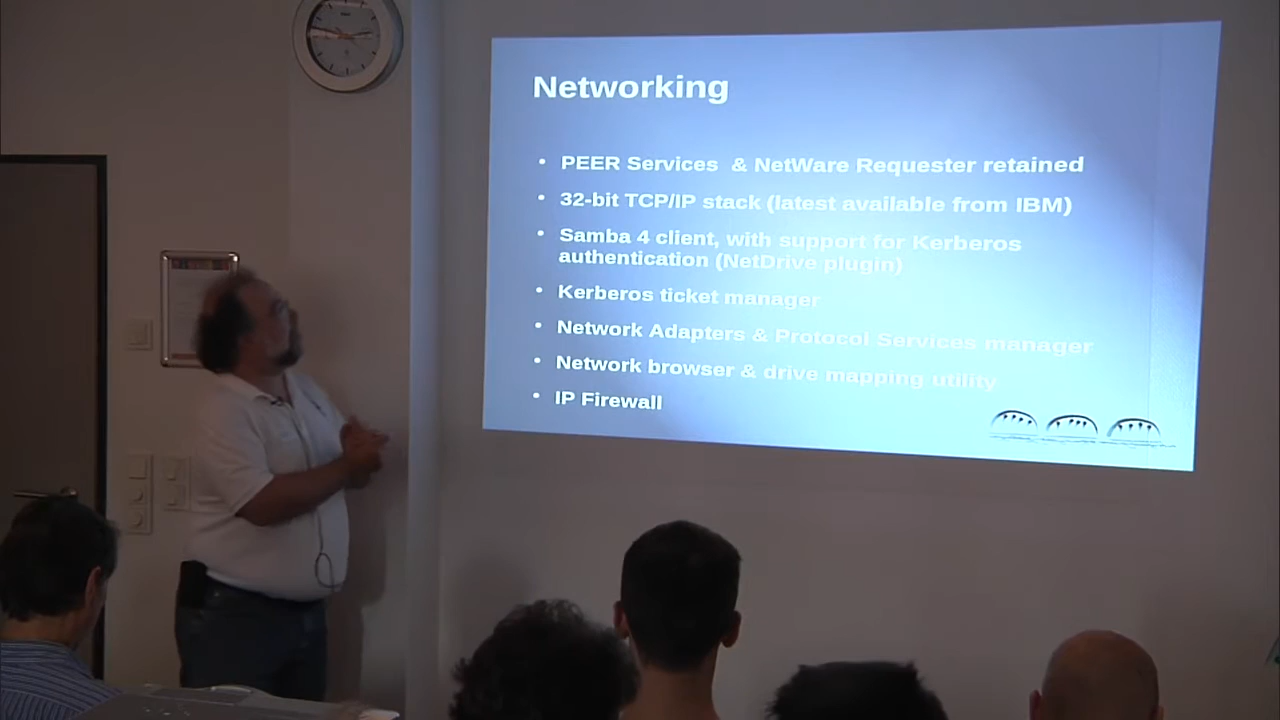 Networking
• PEER Services & NetWare Requester retained
• 32-bit TCP/IP stack (latest available from IBM)
• Samba 4 client, with support for Kerberos
authentication (NetDrive plugin)
• Kerberos ticket manager
• Network Adapters & Protocol Services manager
• Network browser & drive mapping utility
• IP Firewall